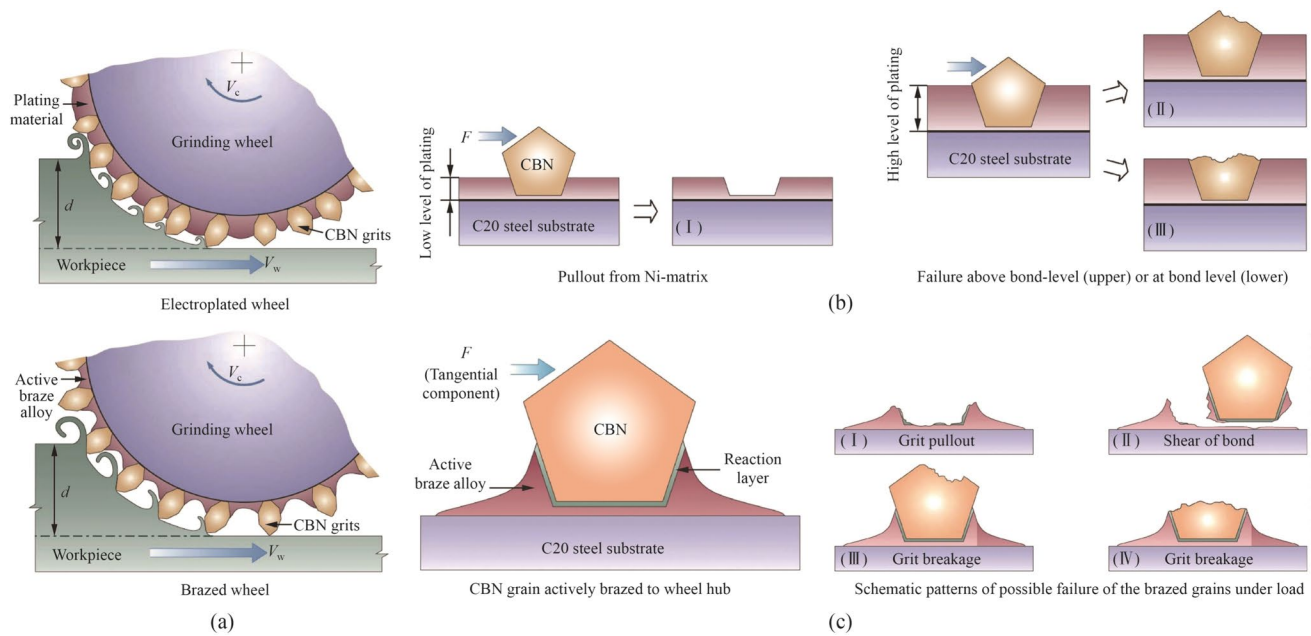 V_c
Plating
material
Grinding wheel
d
CBN grits
Workpiece
V_w
Electroplated wheel
F
CBN
Low level of plating
C20 steel substrate
(Ⅰ)
Pullout from Ni-matrix
High level of plating
C20 steel substrate
(Ⅱ)
(Ⅲ)
Failure above bond-level (upper) or at bond level (lower)
(b)
V_c
Active
braze alloy
Grinding wheel
d
CBN grits
Workpiece
V_w
Brazed wheel
(a)
F
(Tangential
component)
CBN
Active
braze alloy
Reaction
layer
C20 steel substrate
CBN grain actively brazed to wheel hub
(Ⅰ) Grit pullout
(Ⅱ) Shear of bond
(Ⅲ) Grit breakage
(Ⅳ) Grit breakage
Schematic patterns of possible failure of the brazed grains under load
(c)